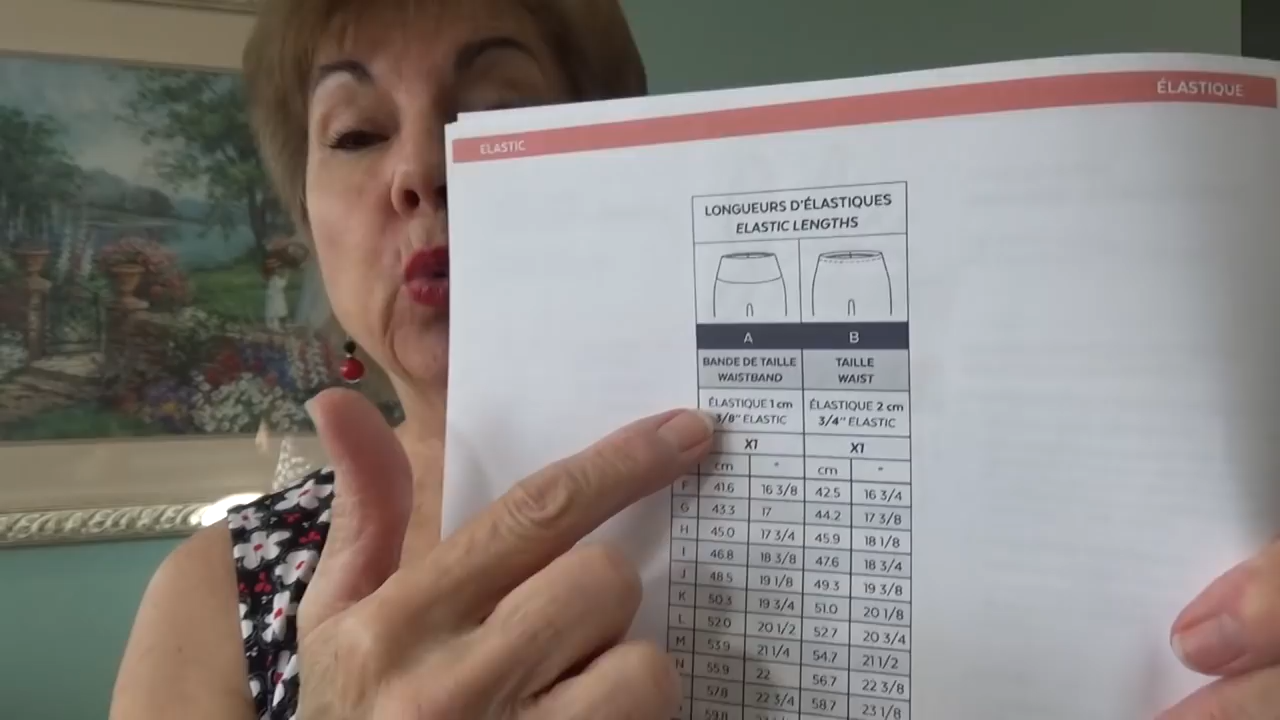 ELASTIC
ÉLASTIQUE
LONGUEURS D'ÉLASTIQUES
ELASTIC LENGTHS
A B
BANDE DE TAILLE TAILLE
WAISTBAND WAIST
ÉLASTIQUE 1 cm ÉLASTIQUE 2 cm
3/8" ELASTIC 3/4" ELASTIC
X1 X1
cm " cm "
F 41.6 16 3/8 42.5 16 3/4
G 43.3 17 44.2 17 3/8
H 45.0 17 3/4 45.9 18 1/8
I 46.8 18 3/8 47.6 18 3/4
J 48.5 19 1/8 49.3 19 3/8
K 50.3 19 3/4 51.0 20 1/8
L 52.0 20 1/2 52.7 20 3/4
M 53.9 21 1/4 54.7 21 1/2
N 55.9 22 56.7 22 3/8
57.8 22 3/4 58.7 23 1/8
59.8